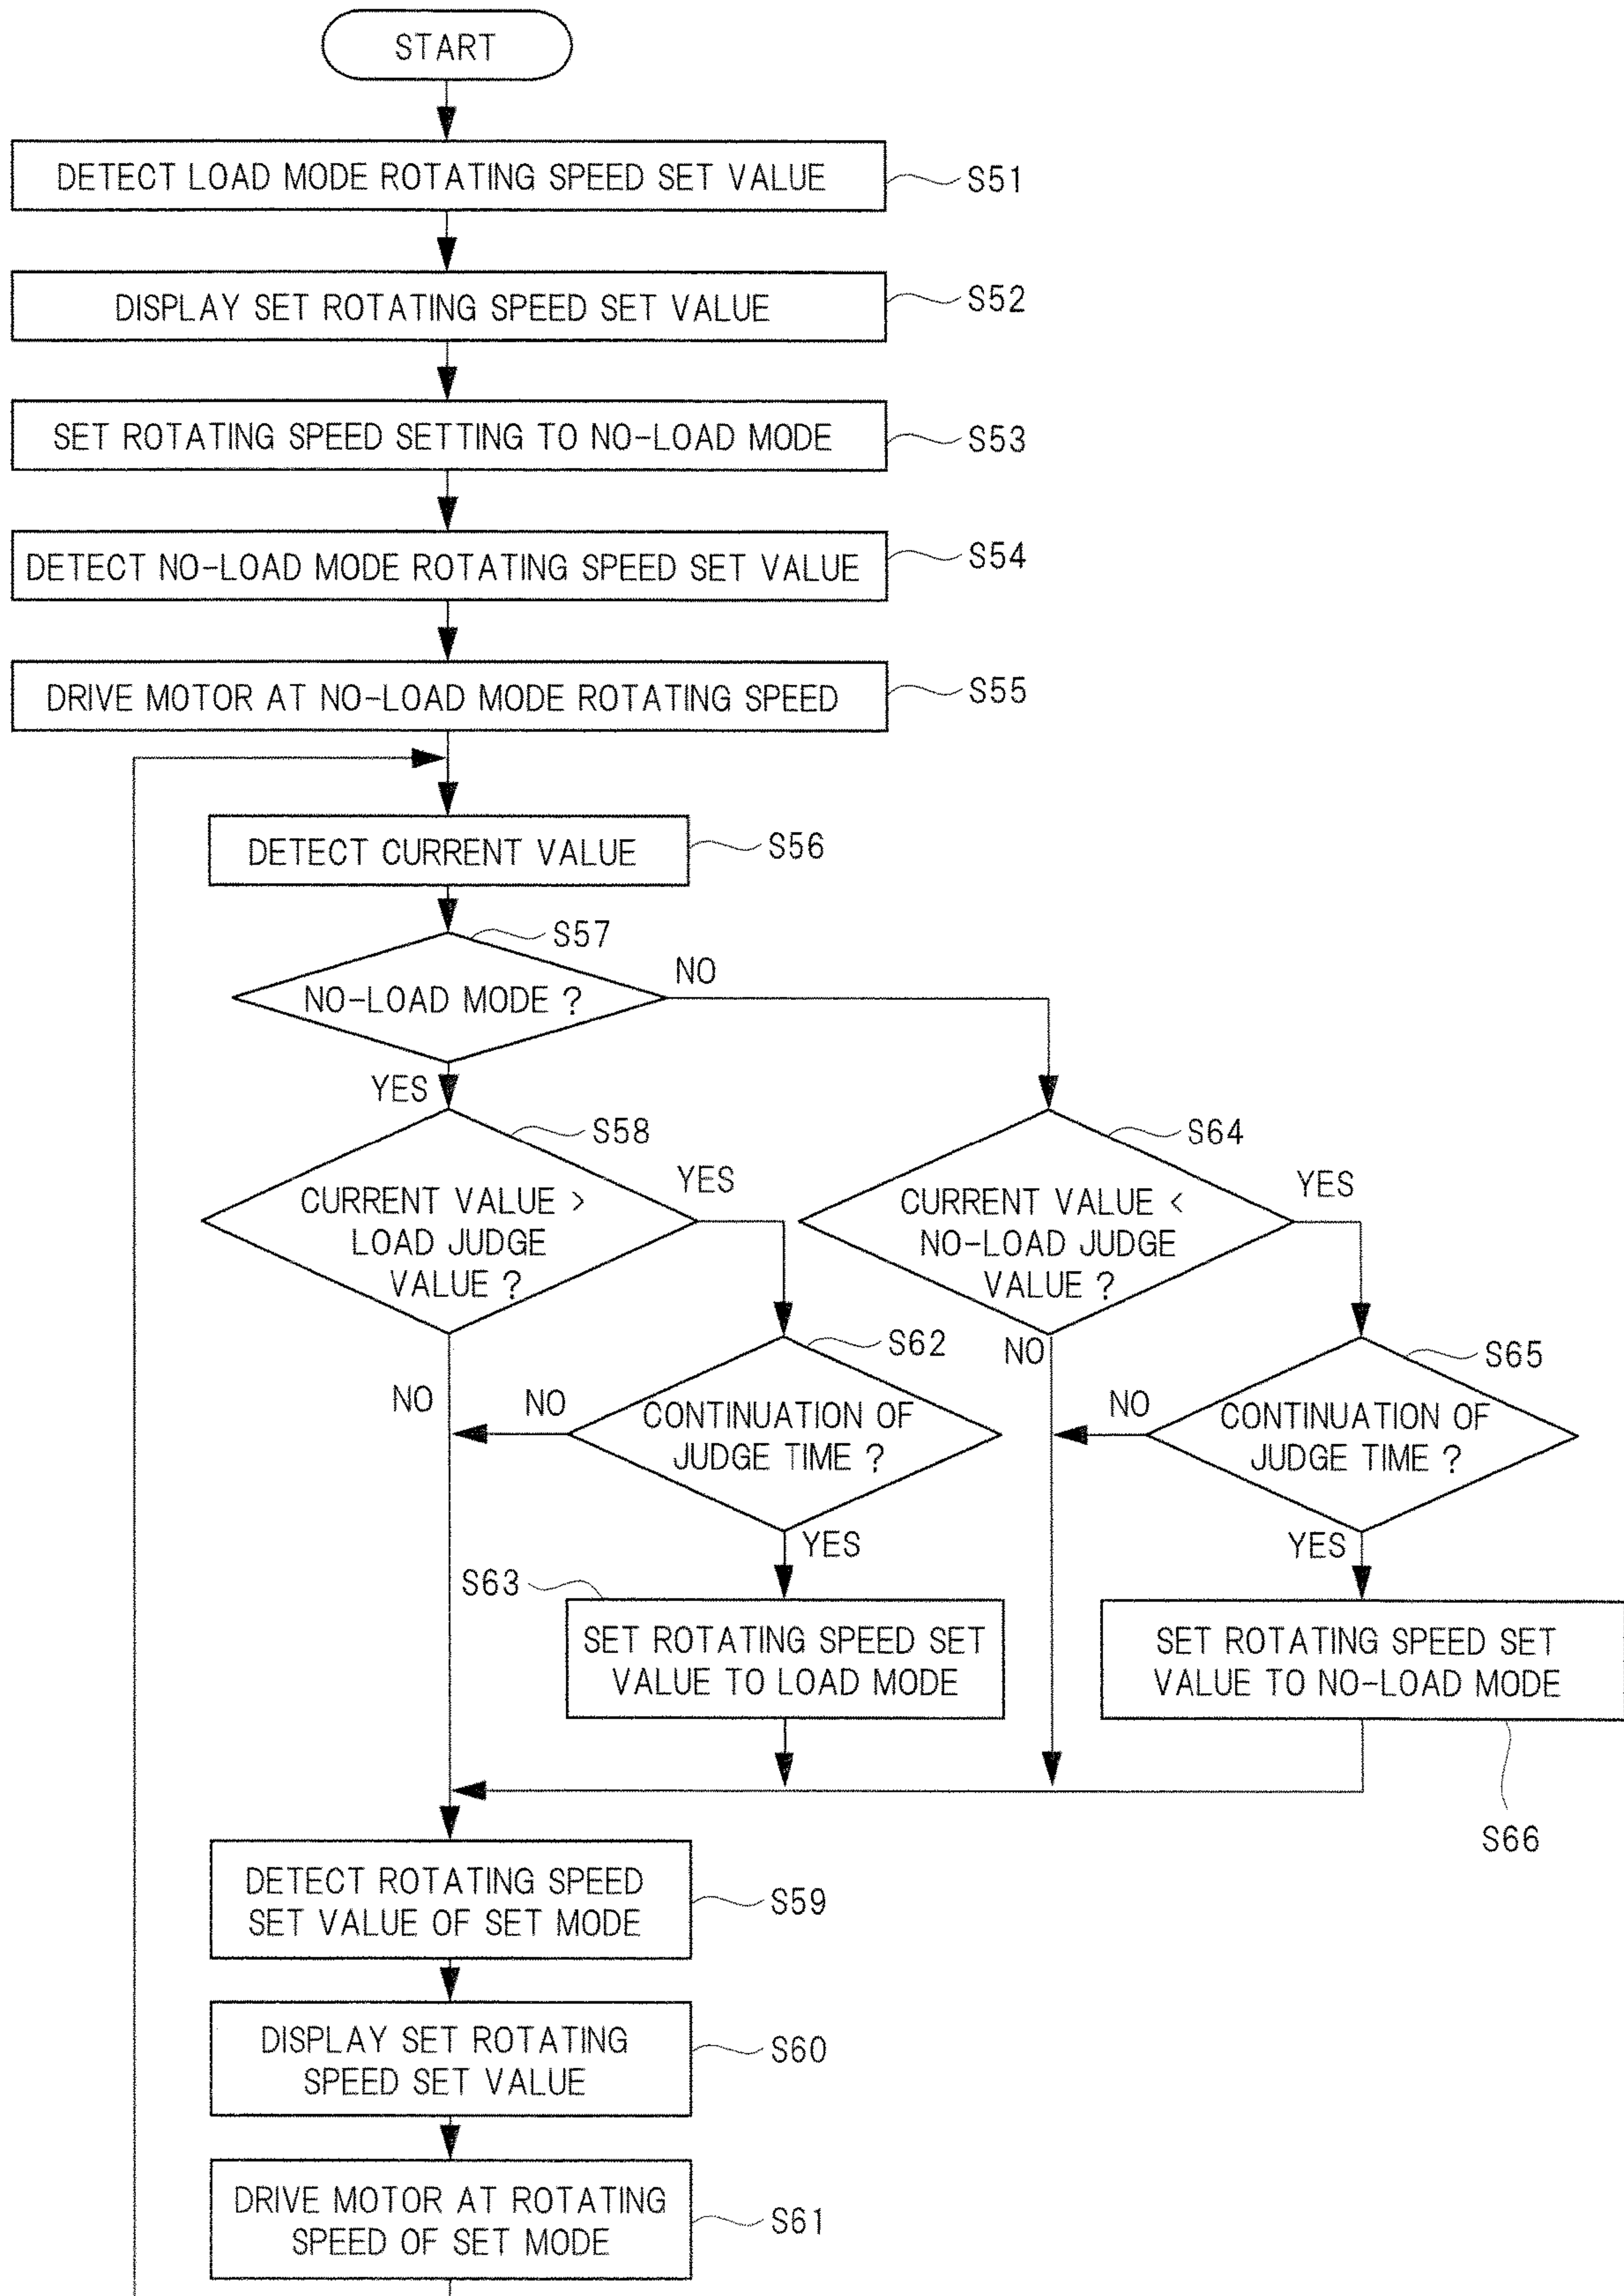 START
DETECT LOAD MODE ROTATING SPEED SET VALUE
S51
DISPLAY SET ROTATING SPEED SET VALUE
S52
SET ROTATING SPEED SETTING TO NO-LOAD MODE
S53
DETECT NO-LOAD MODE ROTATING SPEED SET VALUE
S54
DRIVE MOTOR AT NO-LOAD MODE ROTATING SPEED
S55
DETECT CURRENT VALUE
S56
S57
NO-LOAD MODE ?
NO
YES
S58
CURRENT VALUE >
LOAD JUDGE
VALUE ?
YES
NO
S64
CURRENT VALUE <
NO-LOAD JUDGE
VALUE ?
YES
NO
S62
CONTINUATION OF
JUDGE TIME ?
NO
YES
S65
CONTINUATION OF
JUDGE TIME ?
NO
YES
S63
SET ROTATING SPEED SET
VALUE TO LOAD MODE
SET ROTATING SPEED SET
VALUE TO NO-LOAD MODE
S66
DETECT ROTATING SPEED
SET VALUE OF SET MODE
S59
DISPLAY SET ROTATING
SPEED SET VALUE
S60
DRIVE MOTOR AT ROTATING
SPEED OF SET MODE
S61